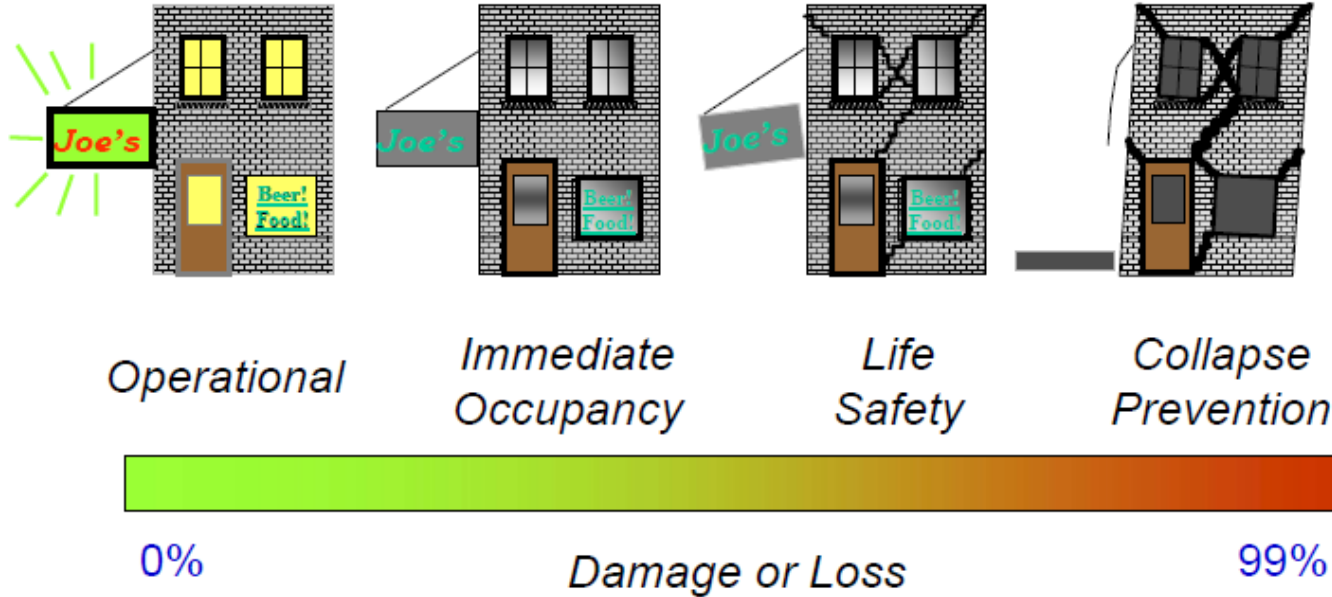 Joe's
Beer!
Food!
Joe's
Beer!
Food!
Joe's
Beer!
Food!
Operational
Immediate
Occupancy
Life
Safety
Collapse
Prevention
0%
Damage or Loss
99%